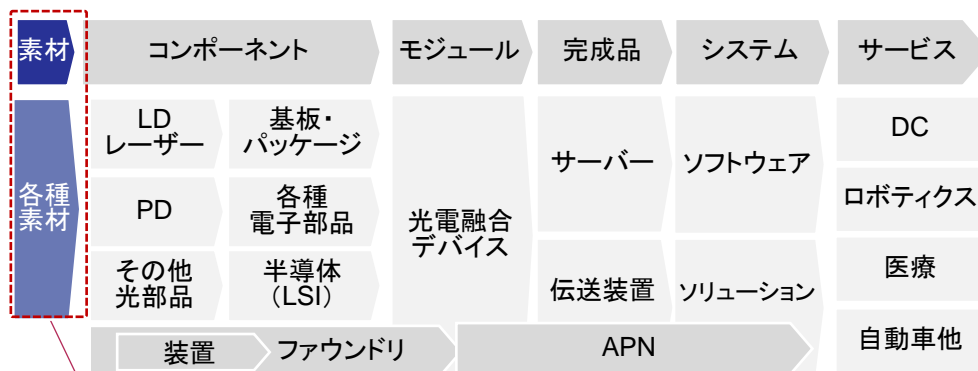 素材
コンポーネント
モジュール
完成品
システム
サービス
各種
素材
LD
レーザー
基板・
パッケージ
PD
各種
電子部品
その他
光部品
半導体
（LSI）
光電融合
デバイス
サーバー
伝送装置
ソフトウェア
ソリューション
DC
ロボティクス
医療
自動車他
装置
ファウンドリ
APN